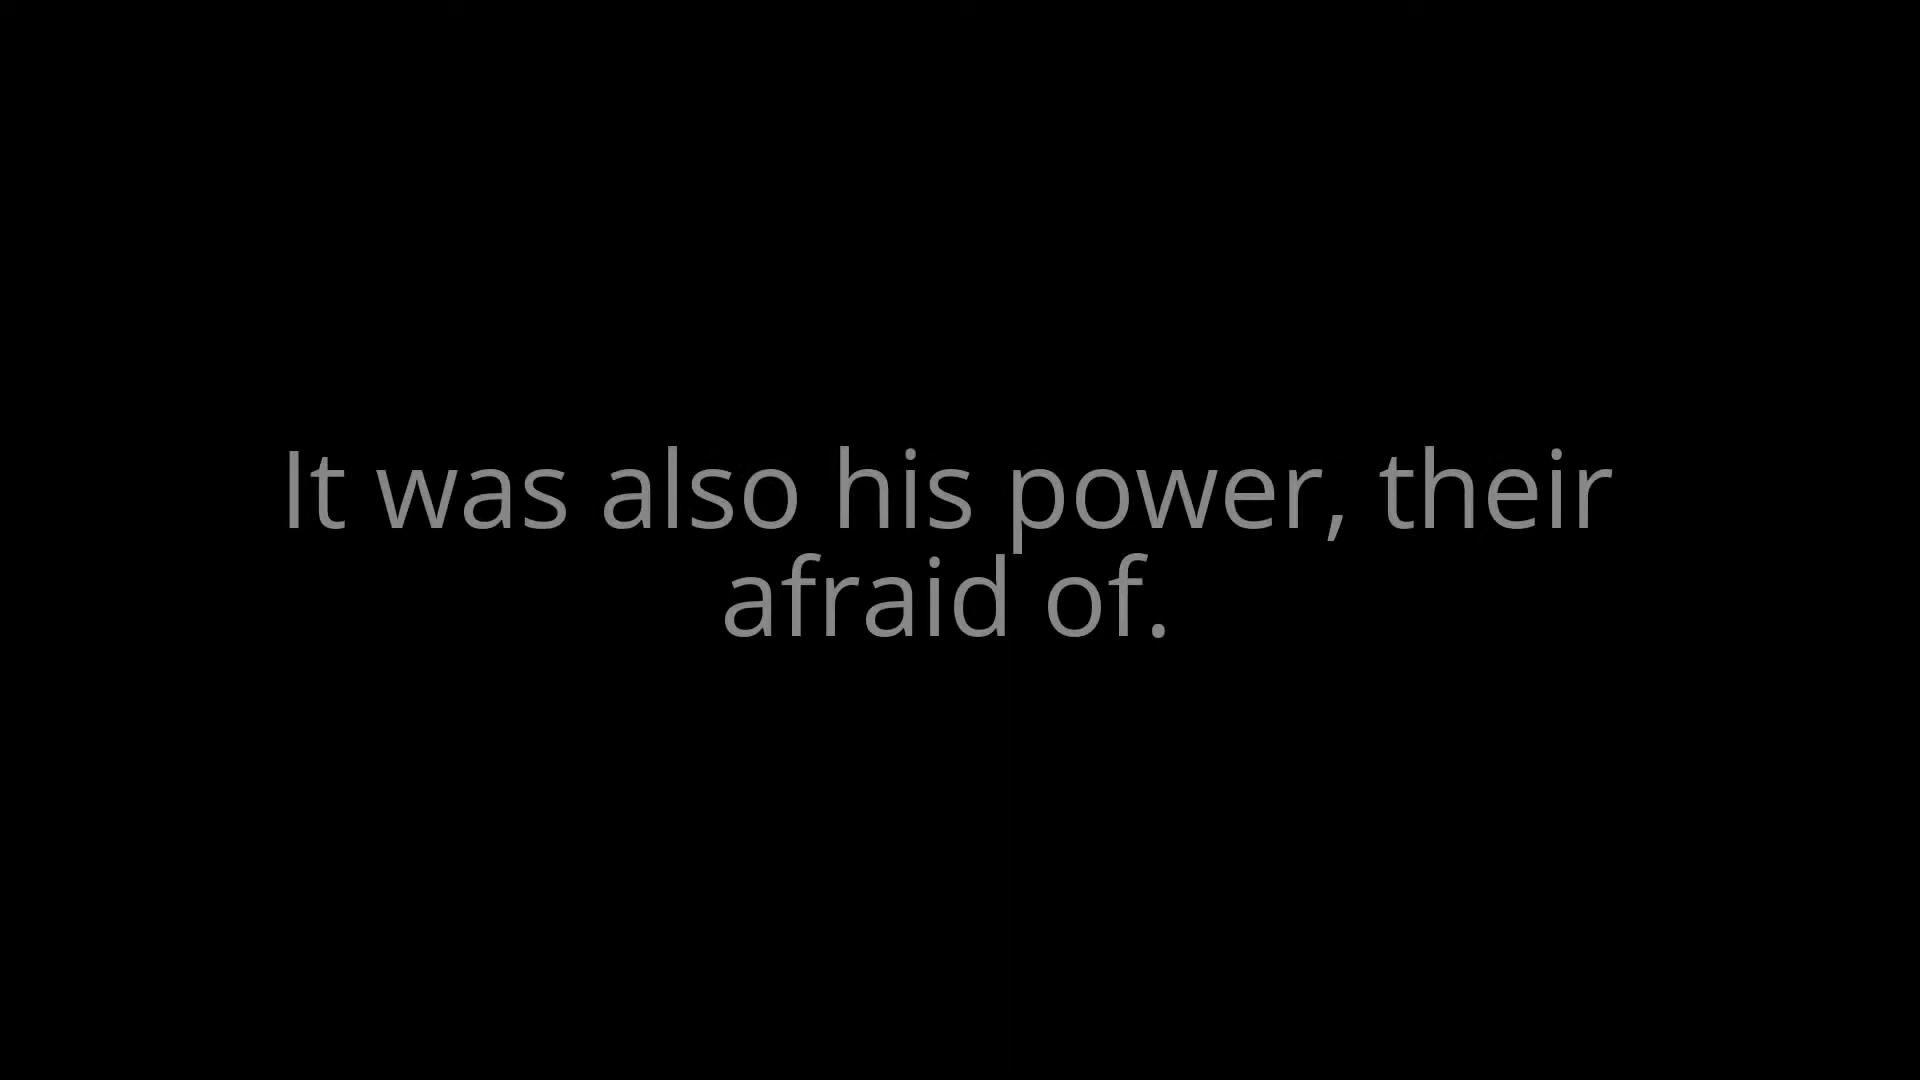 It was also his power, their
afraid of.